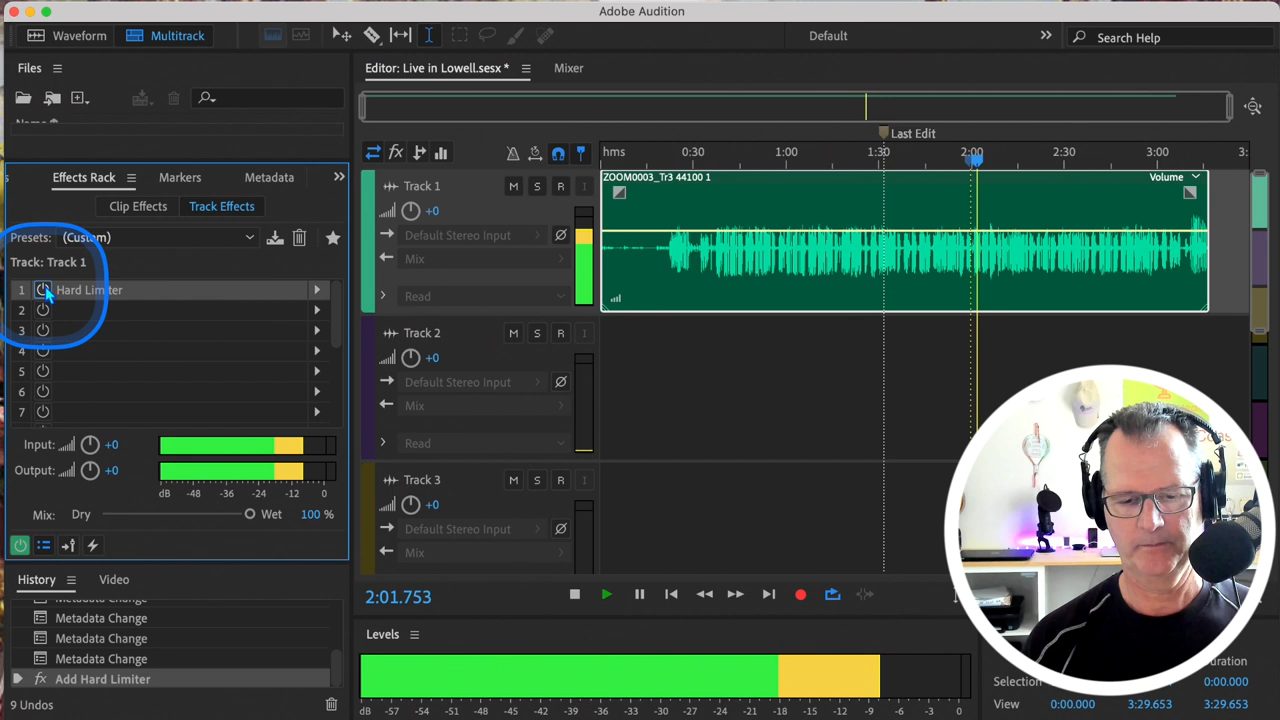 Adobe Audition
Waveform
Multitrack
Default
Search Help
Files
Editor: Live in Lowell.sesx *
Mixer
Last Edit
Effects Rack
Markers
Metadata
hms
0:30
1:00
1:30
2:00
2:30
3:00
3:
Clip Effects
Track Effects
ZOOM0003_Tr3 44100 1
Volume
Track 1
M
S
R
I
+0
Presets:
(Custom)
Default Stereo Input
Mix
Track: Track 1
Read
1
Hard Limiter
2
3
4
5
6
7
Track 2
M
S
R
I
+0
Default Stereo Input
Mix
Read
Input:
+0
Output:
+0
dB
-48
-36
-24
-12
0
Mix:
Dry
Wet
100 %
Track 3
M
S
R
I
+0
Default Stereo Input
Mix
History
Video
Metadata Change
Metadata Change
Metadata Change
Add Hard Limiter
9 Undos
2:01.753
Levels
dB
-57
-54
-51
-48
-45
-42
-39
-36
-33
-30
-27
-24
-21
-18
-15
-12
-9
-6
-3
0
uration
Selection
0:00.000
View
0:00.000
3:29.653
3:29.653